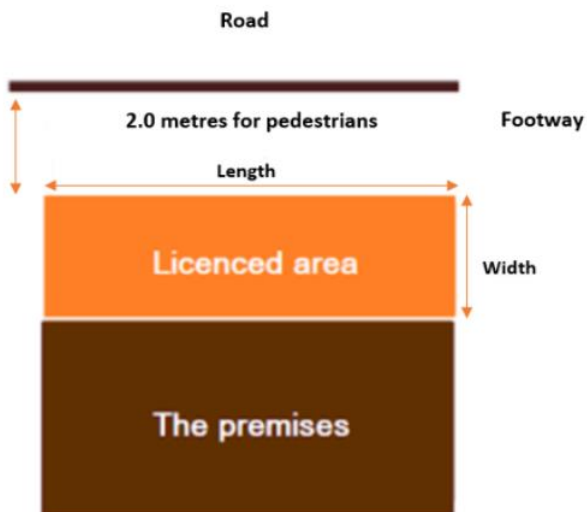 Road
2.0 metres for pedestrians
Footway
Length
Licenced area
Width
The premises